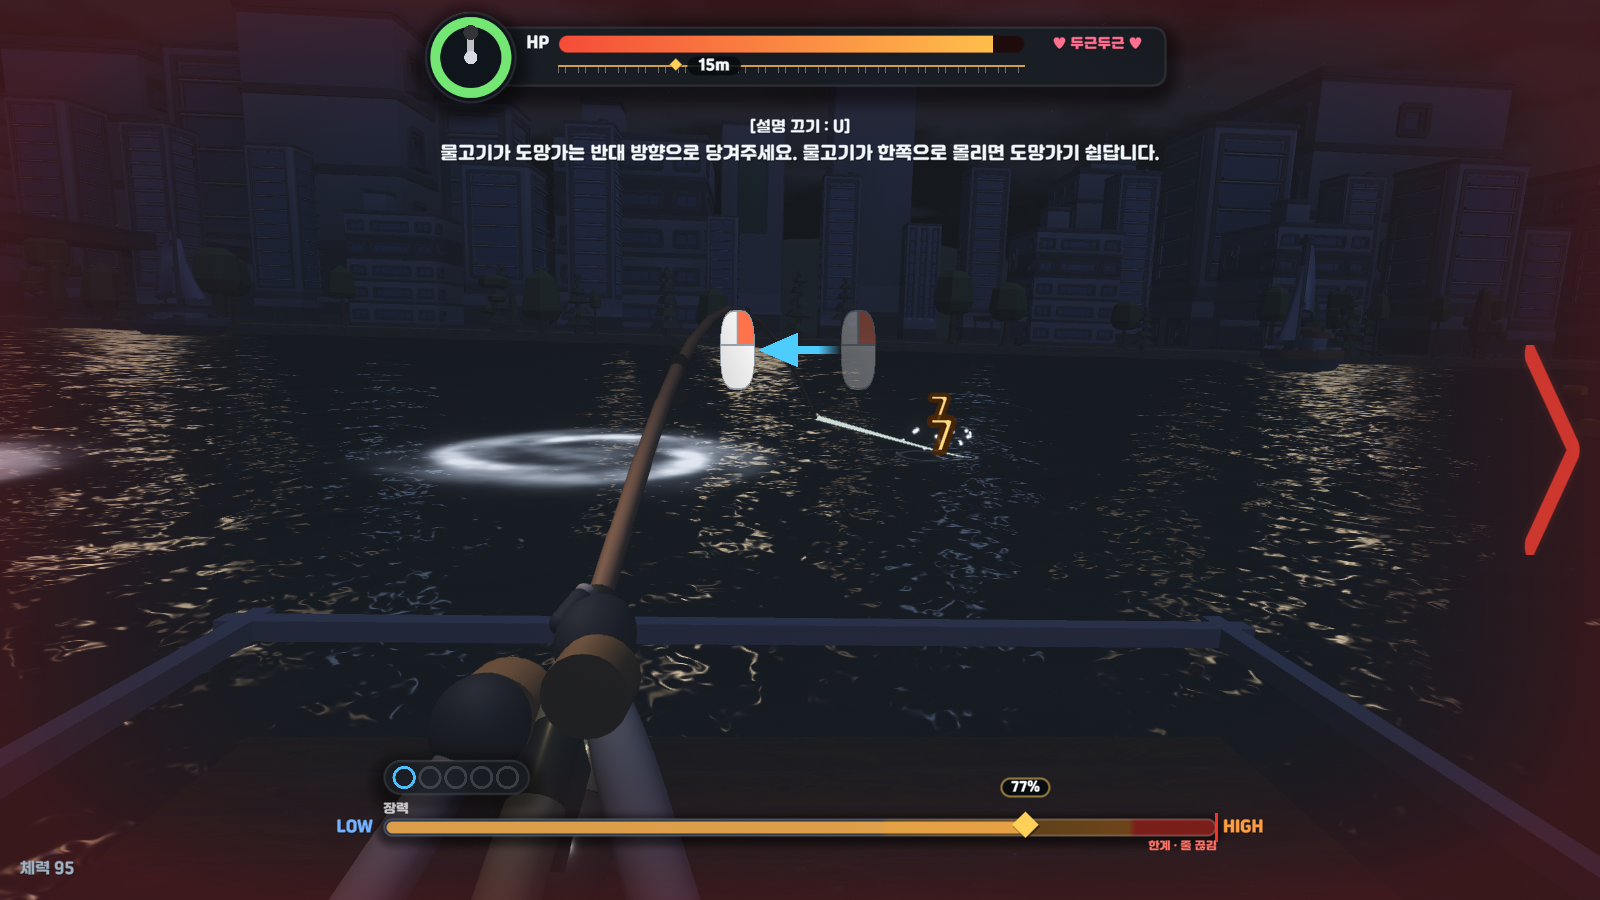 HP
♥ 두근두근 ♥
15m
[설명 끄기 : U]
물고기가 도망가는 반대 방향으로 당겨주세요. 물고기가 한쪽으로 몰리면 도망가기 쉽답니다.
7
7
77%
장력
LOW
HIGH
한계 · 줄 끊김
체력 95